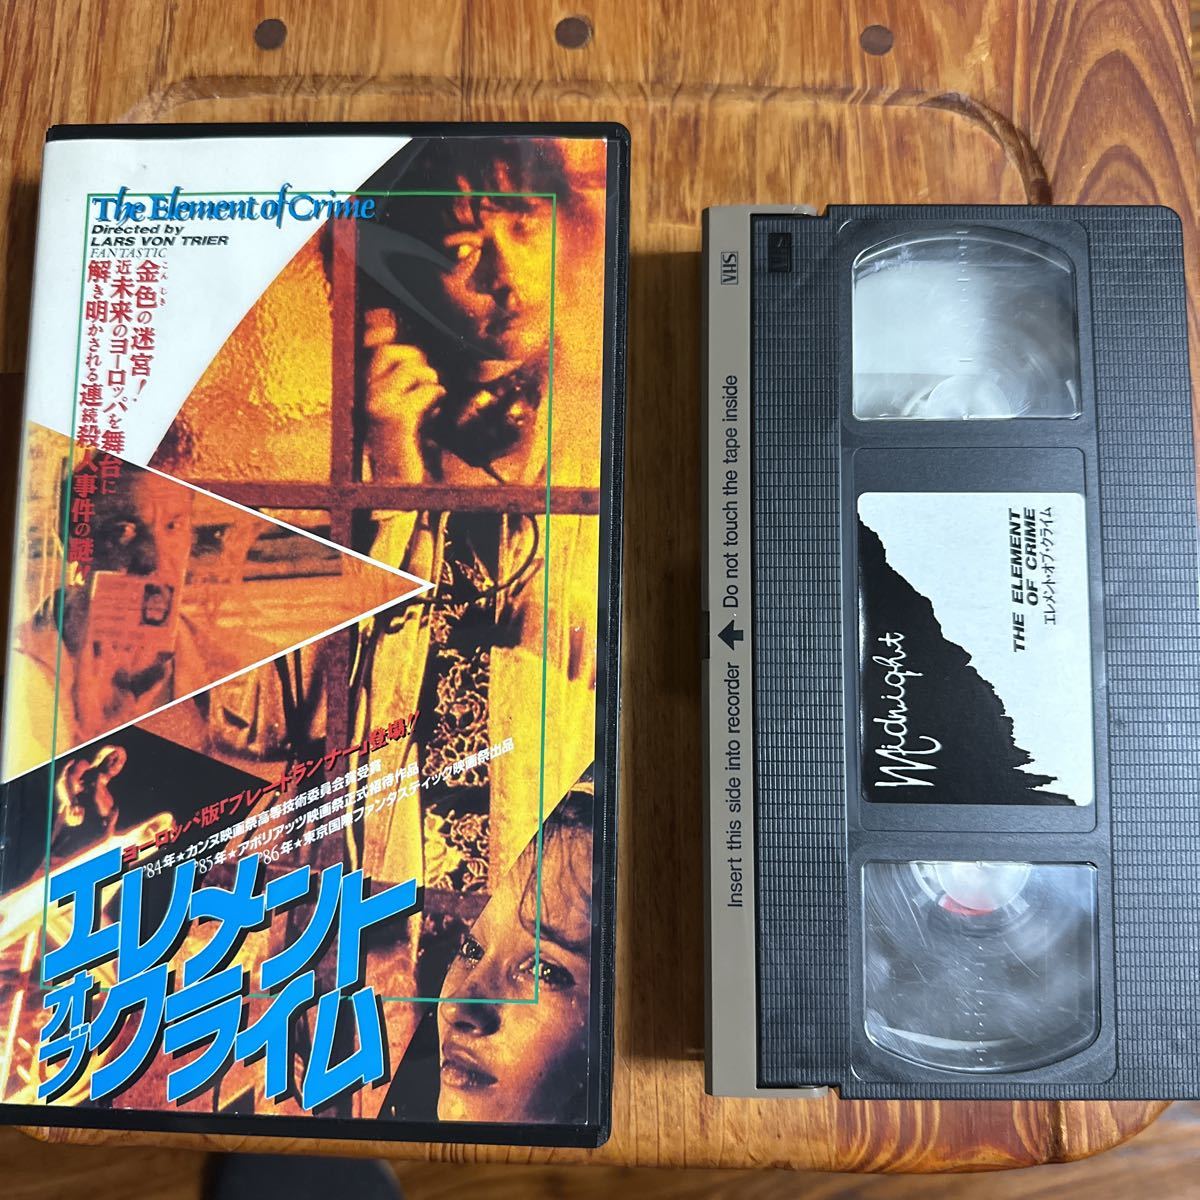 The Element of Crime
Directed by
LARS VON TRIER
FANTASTIC
金色の迷宮!
こんじき
近未来のヨーロッパを舞台に
解き明かされる連続殺人事件の謎
ヨーロッパ版「ブレードランナー」登場!!
'84年★カンヌ映画祭高等技術委員会賞受賞
'85年★アボリアッツ映画祭正式招待作品
'86年★東京国際ファンタスティック映画祭出品
エレメント
オブ
クライム
VHS
Insert this side into recorder
Do not touch the tape inside
Midnight
THE ELEMENT
OF CRIME
エレメント・オブ・クライム